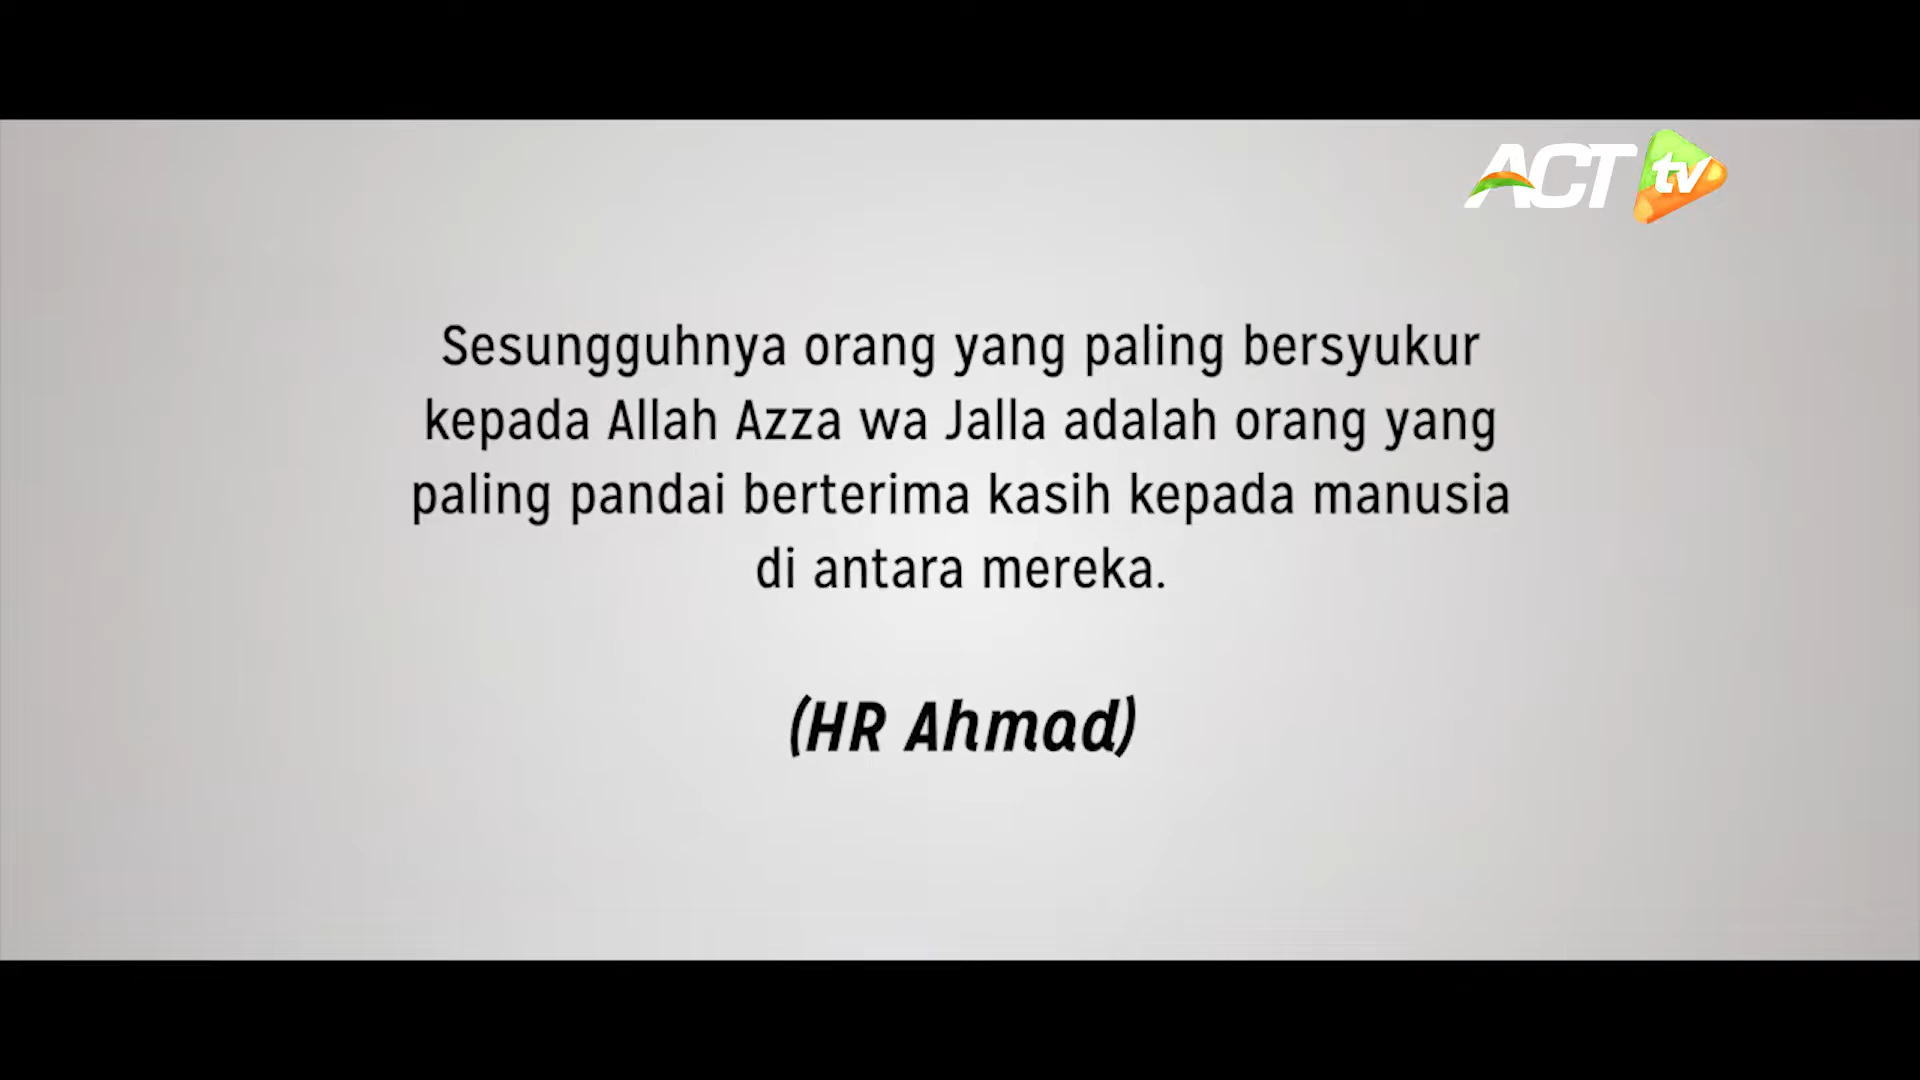 ACT tv
Sesungguhnya orang yang paling bersyukur
kepada Allah Azza wa Jalla adalah orang yang
paling pandai berterima kasih kepada manusia
di antara mereka.
(HR Ahmad)